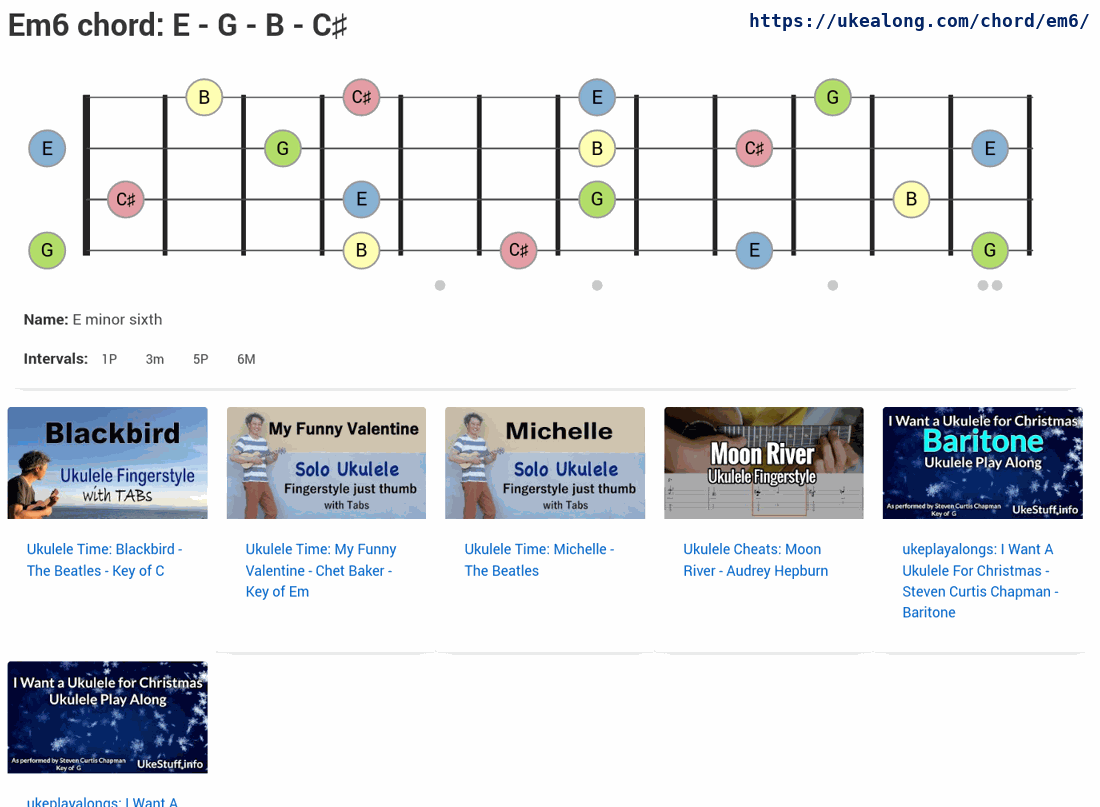 Em6 chord: E - G - B - C♯
https://ukealong.com/chord/em6/
B C♯ E G
E G B C♯ E
C♯ E G B
G B C♯ E G
Name: E minor sixth
Intervals: 1P 3m 5P 6M
Blackbird
Ukulele Fingerstyle
with TABs
My Funny Valentine
Solo Ukulele
Fingerstyle just thumb
with Tabs
Michelle
Solo Ukulele
Fingerstyle just thumb
with Tabs
Moon River
Ukulele Fingerstyle
I Want a Ukulele for Christmas
Baritone
Ukulele Play Along
As performed by Steven Curtis Chapman
Key of G
UkeStuff.info
Ukulele Time: Blackbird -
The Beatles - Key of C
Ukulele Time: My Funny
Valentine - Chet Baker -
Key of Em
Ukulele Time: Michelle -
The Beatles
Ukulele Cheats: Moon
River - Audrey Hepburn
ukeplayalongs: I Want A
Ukulele For Christmas -
Steven Curtis Chapman -
Baritone
I Want a Ukulele for Christmas
Ukulele Play Along
As performed by Steven Curtis Chapman
Key of G
UkeStuff.info
ukeplayalongs: I Want A